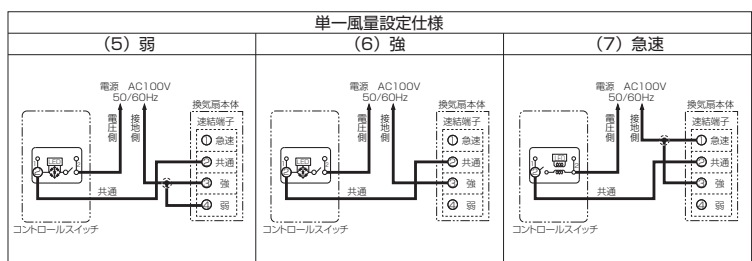 単一風量設定仕様
(5) 弱
(6) 強
(7) 急速
電源 AC100V
50/60Hz
電圧側
接地側
換気扇本体
速結端子
LED
① 急速
② 共通
③ 強
④ 弱
共通
コントロールスイッチ
電源 AC100V
50/60Hz
電圧側
接地側
換気扇本体
速結端子
LED
① 急速
② 共通
③ 強
④ 弱
共通
コントロールスイッチ
電源 AC100V
50/60Hz
電圧側
接地側
換気扇本体
速結端子
LED
① 急速
② 共通
③ 強
④ 弱
共通
コントロールスイッチ